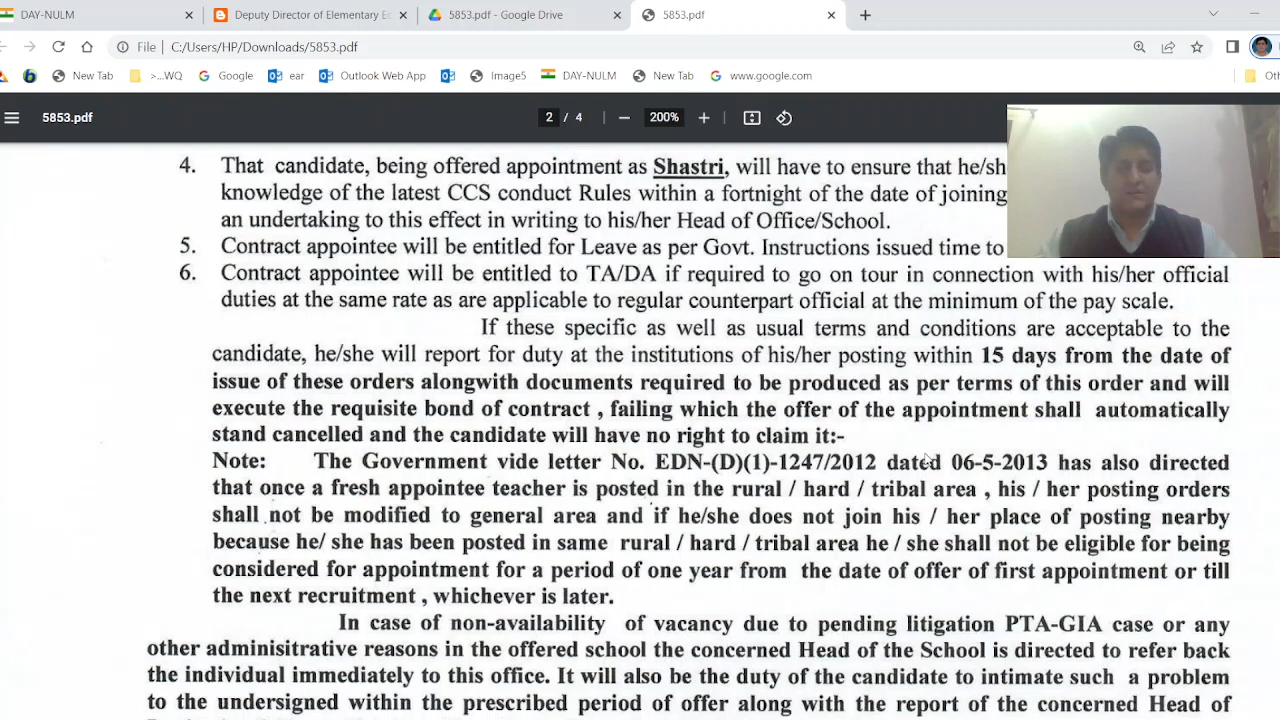 DAY-NULM × Deputy Director of Elementary Ec × 5853.pdf - Google Drive × 5853.pdf × +
File C:/Users/HP/Downloads/5853.pdf
New Tab >...WQ Google ear Outlook Web App Image5 DAY-NULM New Tab www.google.com Oth
5853.pdf 2 / 4 − 200% +
4. That candidate, being offered appointment as Shastri, will have to ensure that he/sh
knowledge of the latest CCS conduct Rules within a fortnight of the date of joining
an undertaking to this effect in writing to his/her Head of Office/School.
5. Contract appointee will be entitled for Leave as per Govt. Instructions issued time to
6. Contract appointee will be entitled to TA/DA if required to go on tour in connection with his/her official
duties at the same rate as are applicable to regular counterpart official at the minimum of the pay scale.
If these specific as well as usual terms and conditions are acceptable to the
candidate, he/she will report for duty at the institutions of his/her posting within 15 days from the date of
issue of these orders alongwith documents required to be produced as per terms of this order and will
execute the requisite bond of contract , failing which the offer of the appointment shall automatically
stand cancelled and the candidate will have no right to claim it:-
Note: The Government vide letter No. EDN-(D)(1)-1247/2012 dated 06-5-2013 has also directed
that once a fresh appointee teacher is posted in the rural / hard / tribal area , his / her posting orders
shall not be modified to general area and if he/she does not join his / her place of posting nearby
because he/ she has been posted in same rural / hard / tribal area he / she shall not be eligible for being
considered for appointment for a period of one year from the date of offer of first appointment or till
the next recruitment , whichever is later.
In case of non-availability of vacancy due to pending litigation PTA-GIA case or any
other adminisitrative reasons in the offered school the concerned Head of the School is directed to refer back
the individual immediately to this office. It will also be the duty of the candidate to intimate such a problem
to the undersigned within the prescribed period of offer along with the report of the concerned Head of